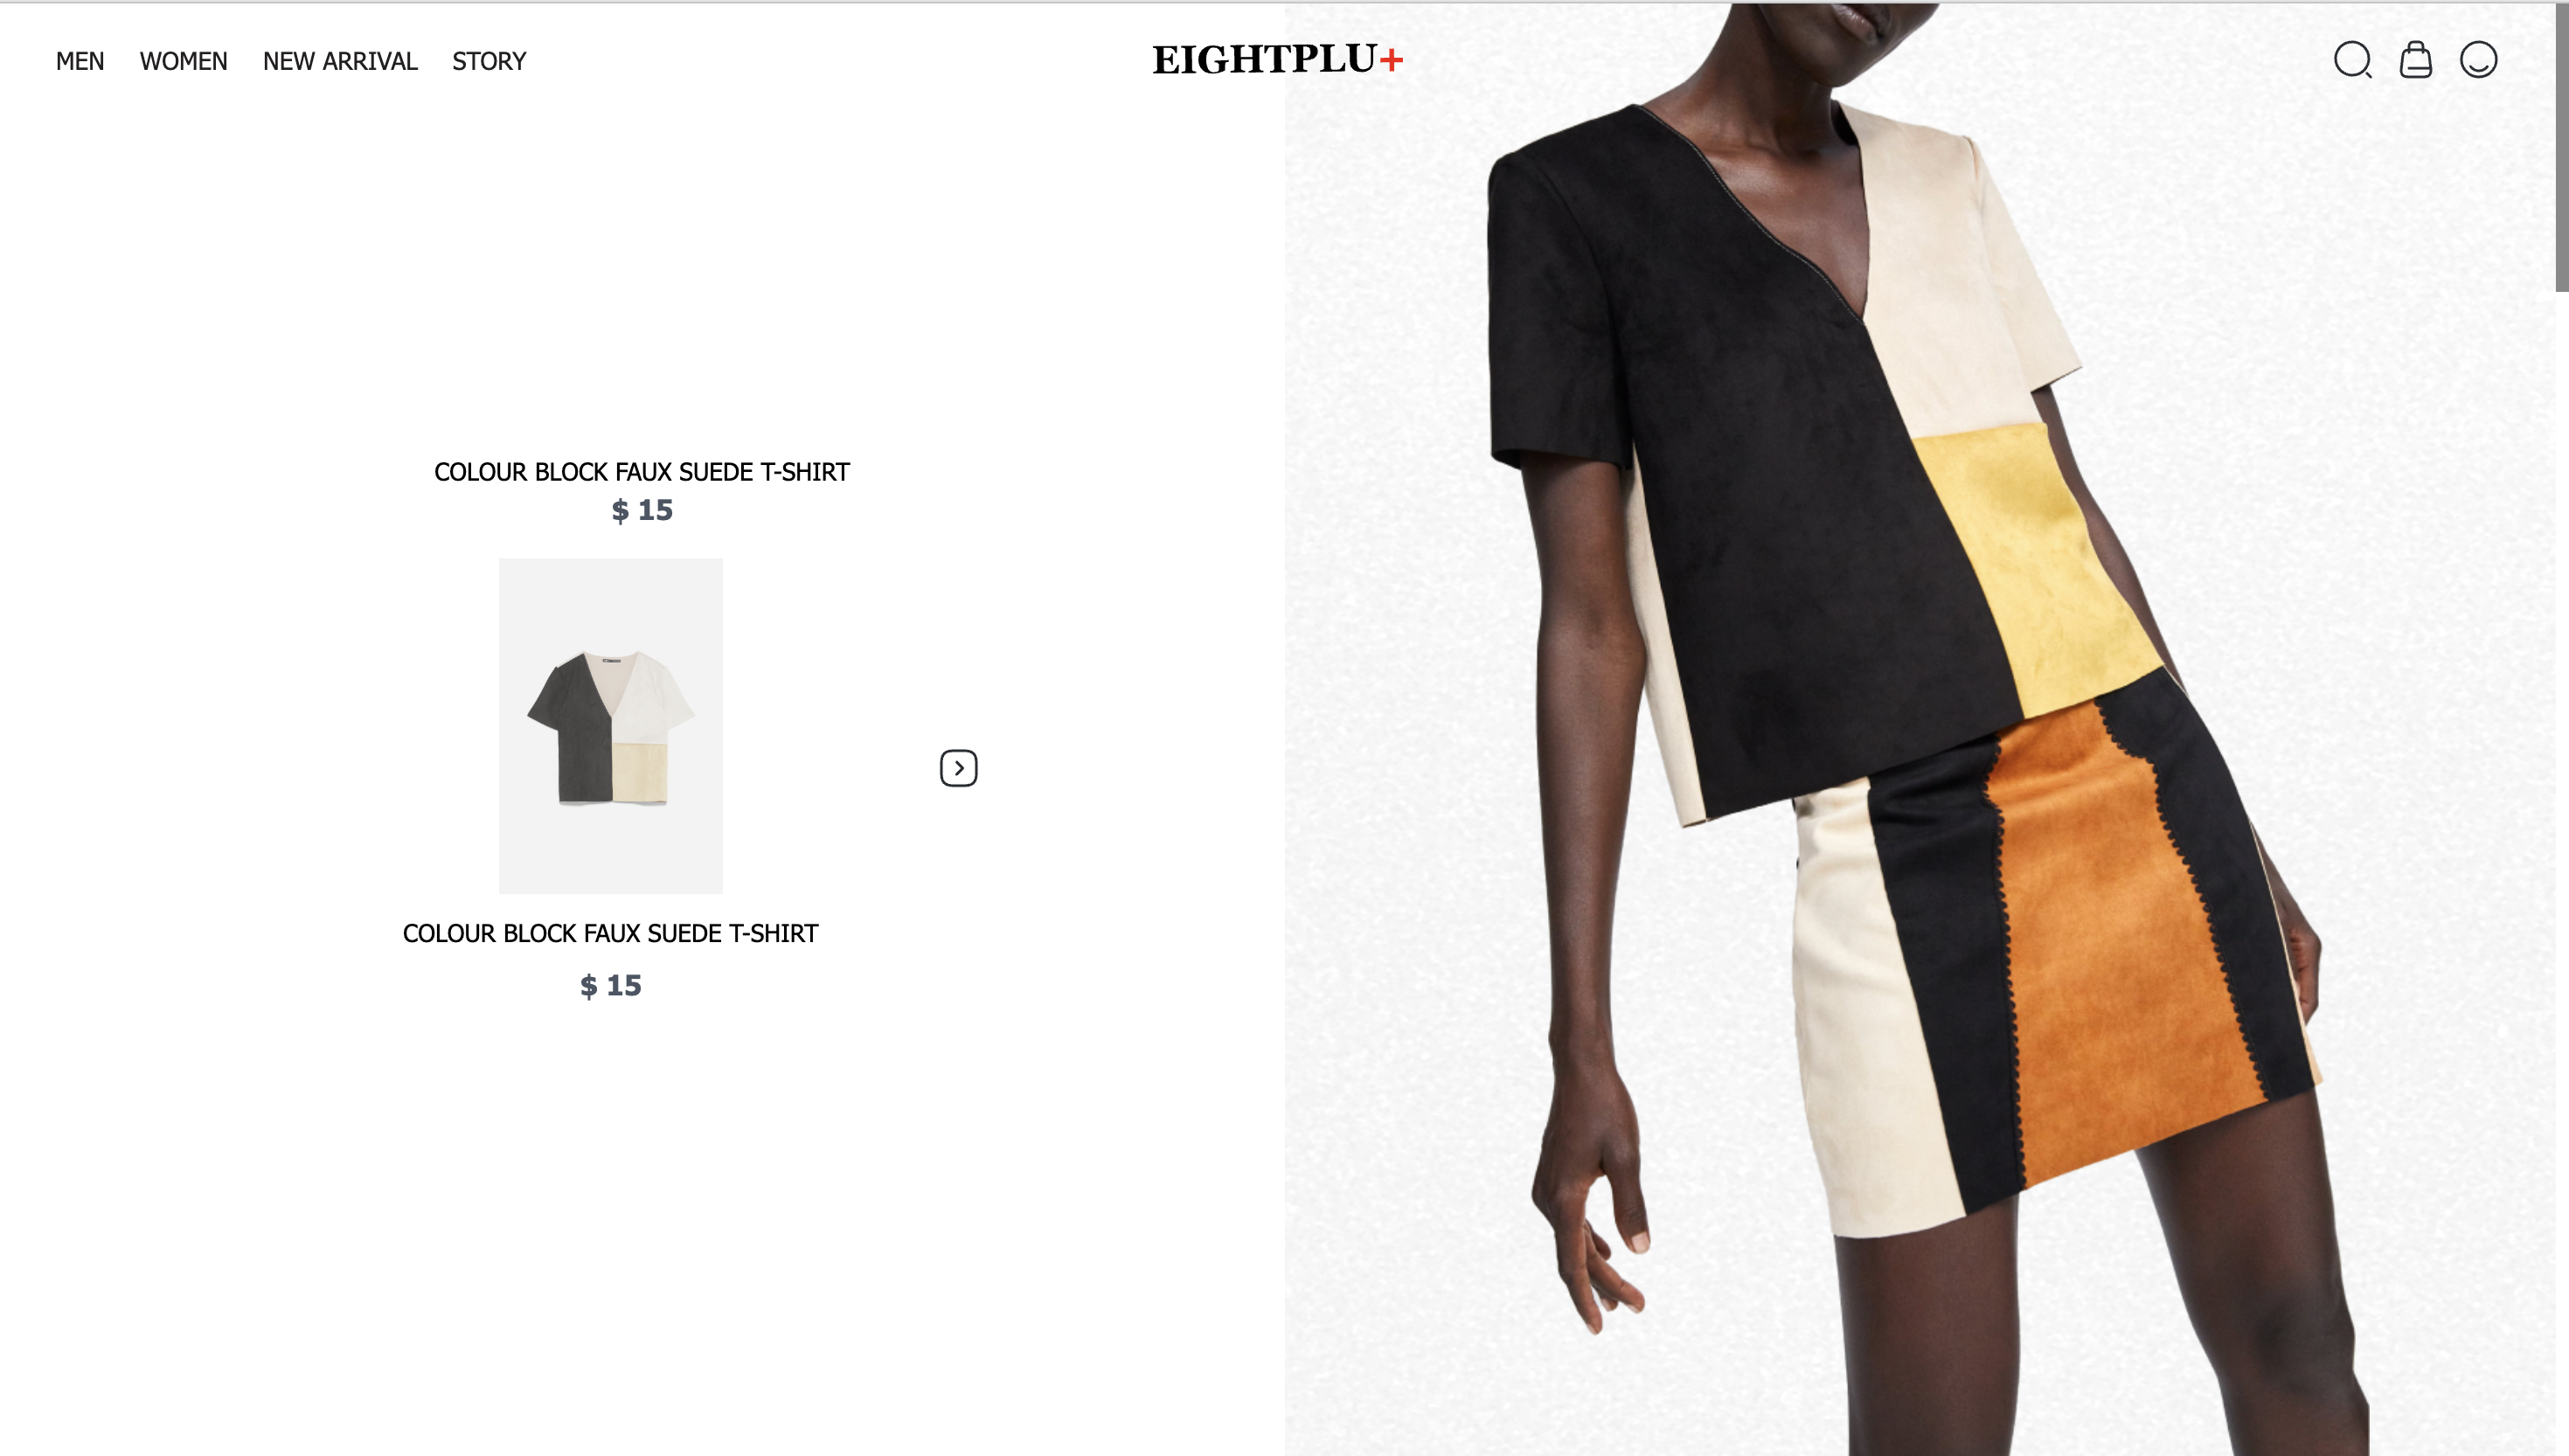 MEN WOMEN NEW ARRIVAL STORY EIGHTPLU+
COLOUR BLOCK FAUX SUEDE T-SHIRT
$ 15
COLOUR BLOCK FAUX SUEDE T-SHIRT
$ 15